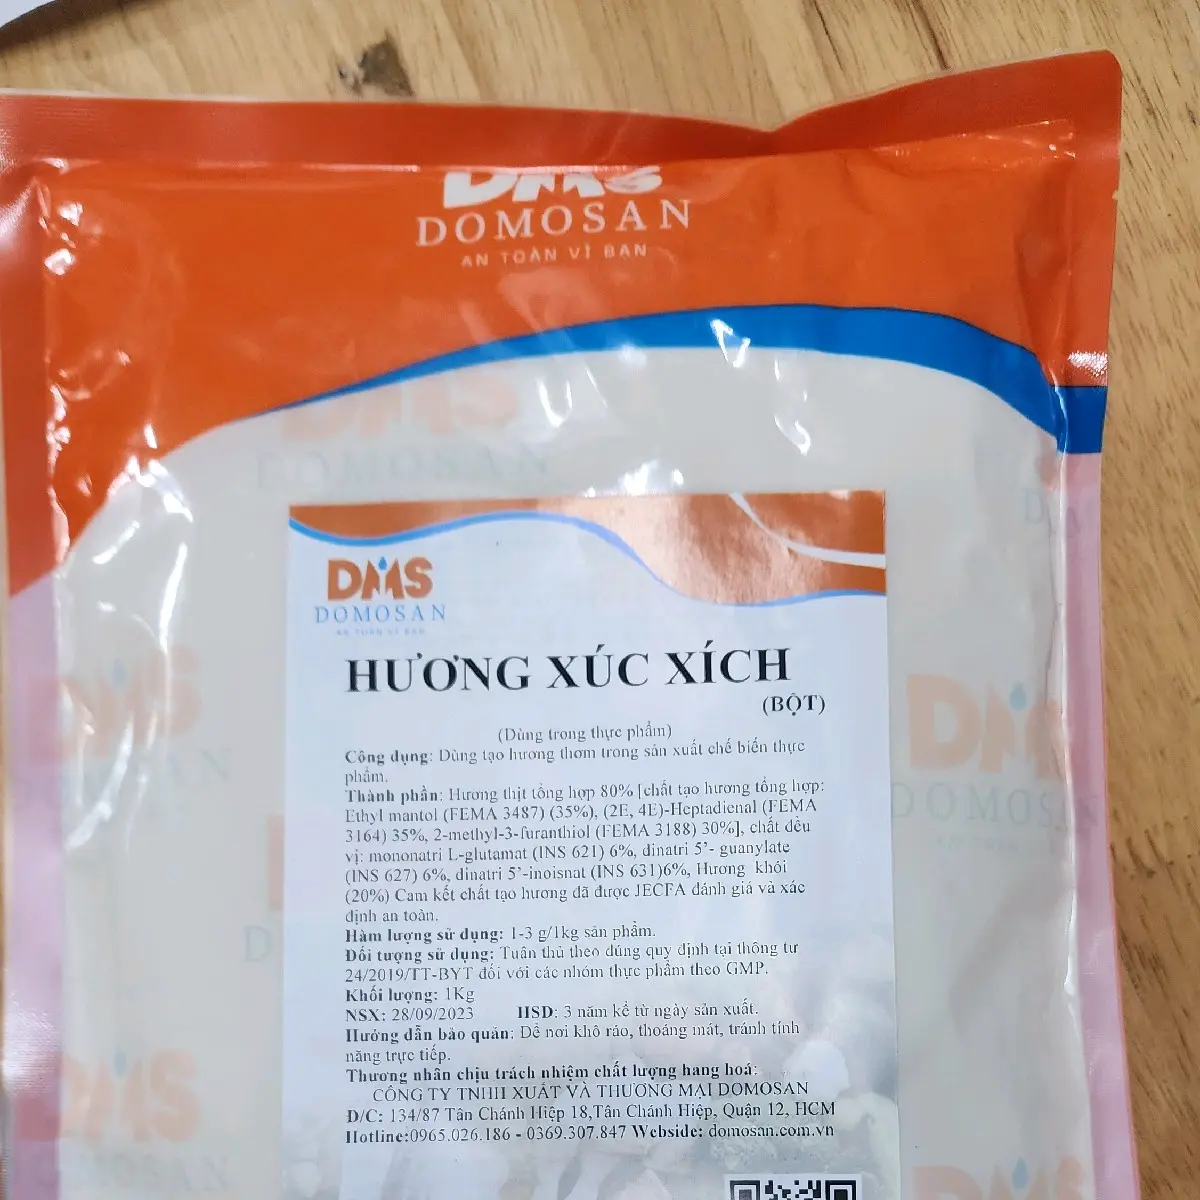 DMS
DOMOSAN
AN TOÀN VÌ BẠN
DMS
DOMOSAN
DMS
DOMOSAN
AN TOÀN VÌ BẠN
HƯƠNG XÚC XÍCH
(BỘT)
(Dùng trong thực phẩm)
Công dụng: Dùng tạo hương thơm trong sản xuất chế biến thực
phẩm.
Thành phần: Hương thịt tổng hợp 80% [chất tạo hương tổng hợp:
Ethyl mantol (FEMA 3487) (35%), (2E, 4E)-Heptadienal (FEMA
3164) 35%, 2-methyl-3-furanthiol (FEMA 3188) 30%], chất đều
vị: mononatri L-glutamat (INS 621) 6%, dinatri 5’- guanylate
(INS 627) 6%, dinatri 5’-inoisnat (INS 631)6%, Hương khói
(20%) Cam kết chất tạo hương đã được JECFA đánh giá và xác
định an toàn.
Hàm lượng sử dụng: 1-3 g/1kg sản phẩm.
Đối tượng sử dụng: Tuân thủ theo đúng quy định tại thông tư
24/2019/TT-BYT đối với các nhóm thực phẩm theo GMP.
Khối lượng: 1Kg
NSX: 28/09/2023 HSD: 3 năm kể từ ngày sản xuất.
Hướng dẫn bảo quản: Để nơi khô ráo, thoáng mát, tránh tính
năng trực tiếp.
Thương nhân chịu trách nhiệm chất lượng hang hoá:
CÔNG TY TNHH XUẤT VÀ THƯƠNG MẠI DOMOSAN
Đ/C: 134/87 Tân Chánh Hiệp 18,Tân Chánh Hiệp, Quận 12, HCM
Hotline:0965.026.186 - 0369.307.847 Webside: domosan.com.vn
DMS
DMS
DOMOSAN
DMS
DMS